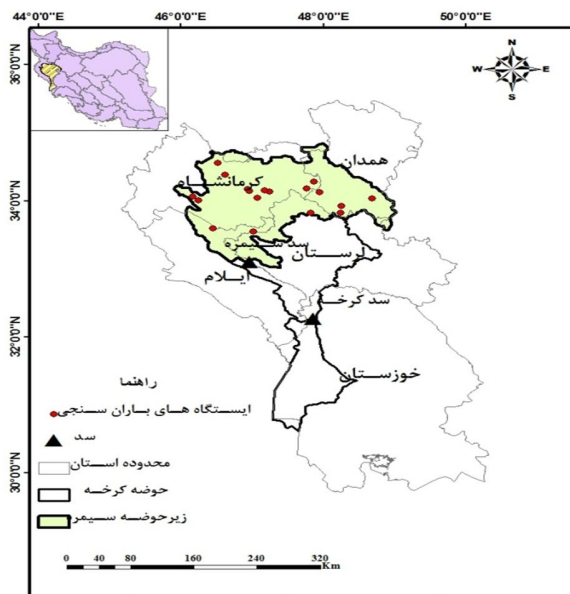 44°0'0"E 46°0'0"E 48°0'0"E 50°0'0"E
36°0'0"N
34°0'0"N
32°0'0"N
30°0'0"N
N
W E
S
همدان
کرمانشاه
سد سیمره
لرستان
ایلام
سد کرخه
خوزستان
راهنما
ایستگاه های باران سنجی
سد
محدوده استان
حوضه کرخه
زیرحوضه سیمره
0 20 40 80 160 240 320
Km